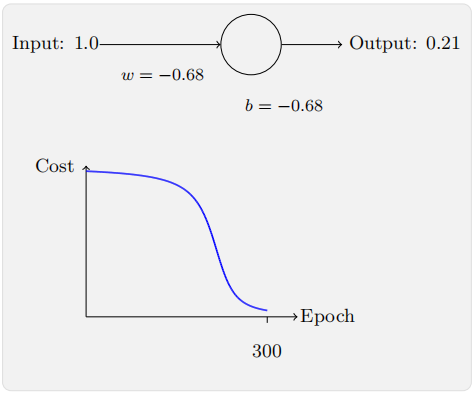 Input: 1.0
Output: 0.21
w = −0.68
b = −0.68
Cost
Epoch
300